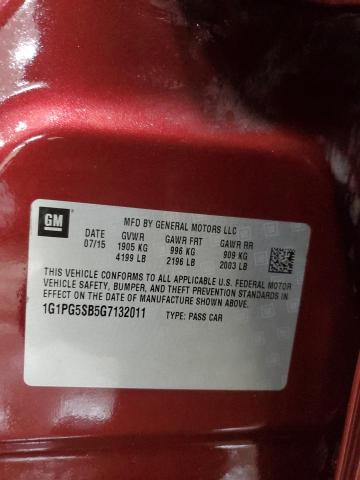 GM
MFD BY GENERAL MOTORS LLC
DATE GVWR GAWR FRT GAWR RR
07/15 1905 KG 996 KG 909 KG
4199 LB 2196 LB 2003 LB
THIS VEHICLE CONFORMS TO ALL APPLICABLE U.S. FEDERAL MOTOR
VEHICLE SAFETY, BUMPER, AND THEFT PREVENTION STANDARDS IN
EFFECT ON THE DATE OF MANUFACTURE SHOWN ABOVE.
1G1PG5SB5G7132011 TYPE: PASS CAR